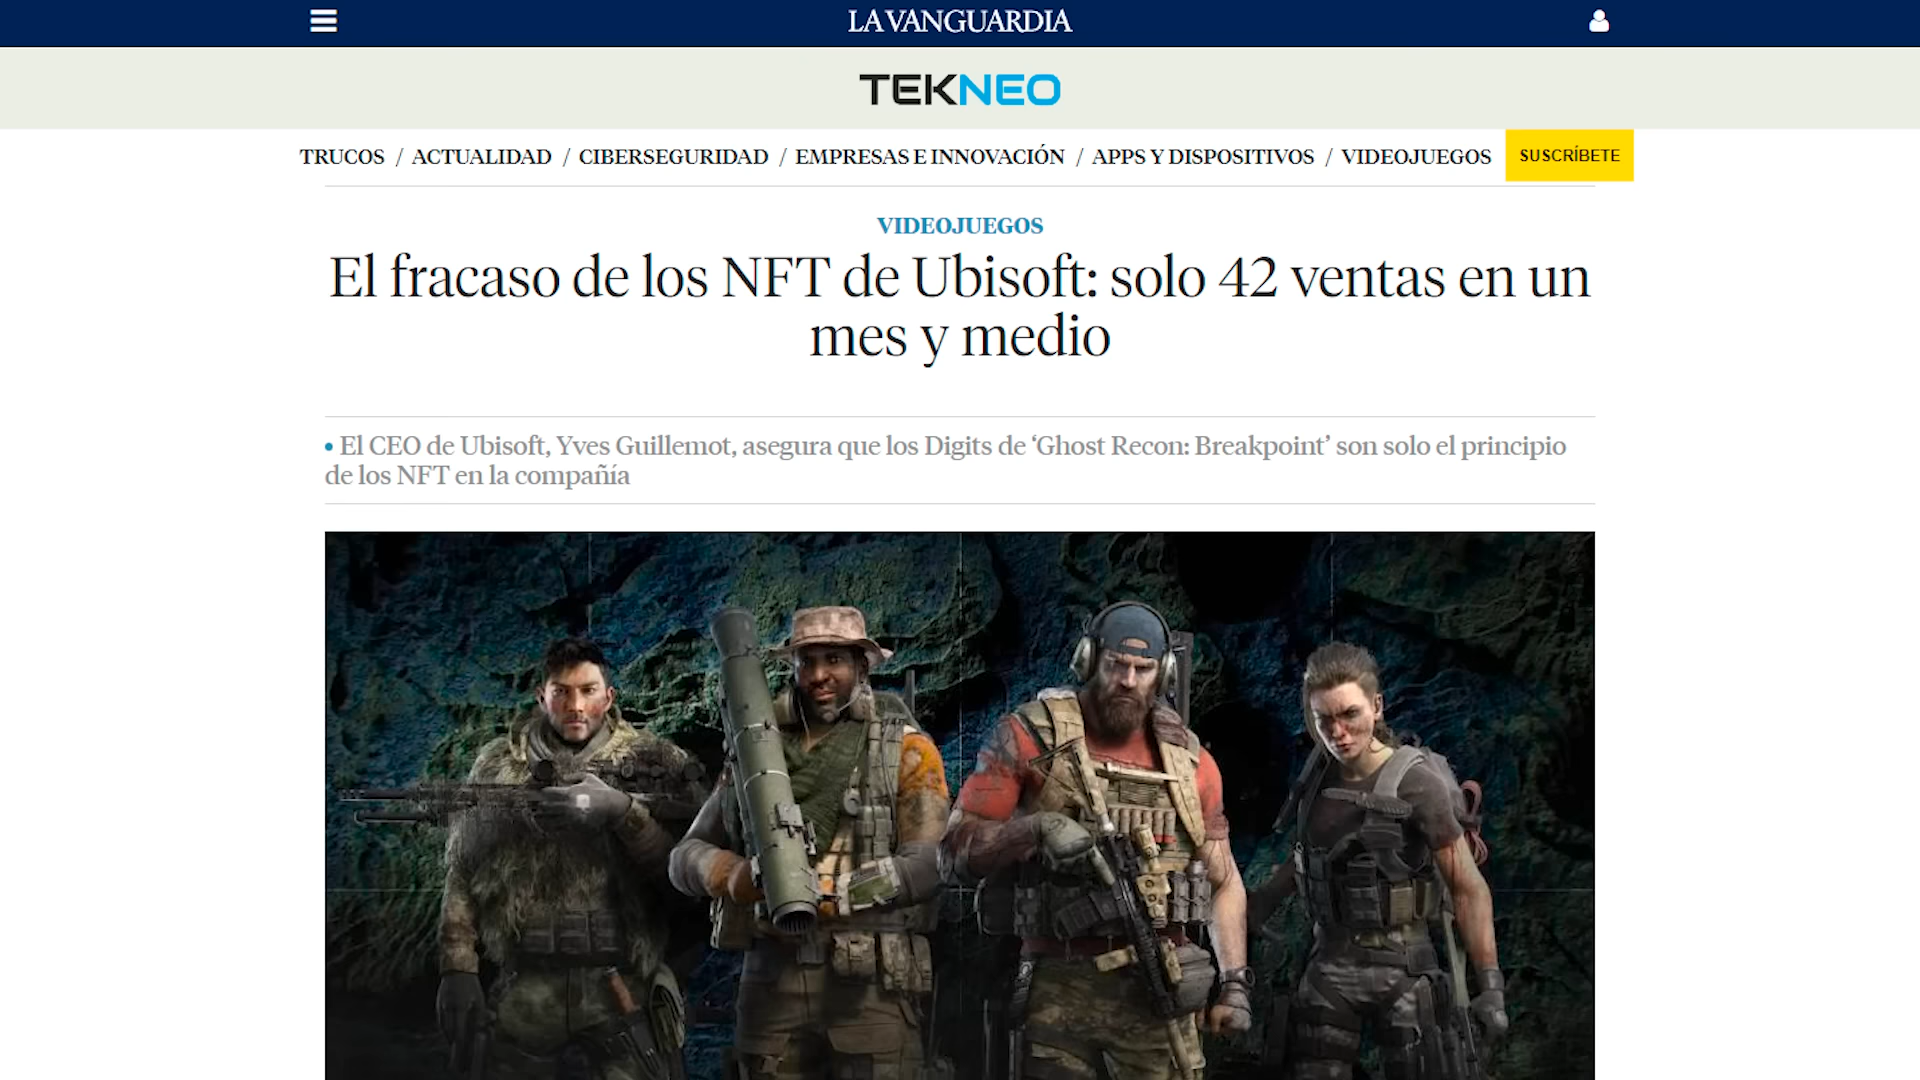 LA VANGUARDIA
TEKNEO
TRUCOS / ACTUALIDAD / CIBERSEGURIDAD / EMPRESAS E INNOVACIÓN / APPS Y DISPOSITIVOS / VIDEOJUEGOS SUSCRÍBETE
VIDEOJUEGOS
El fracaso de los NFT de Ubisoft: solo 42 ventas en un
mes y medio
• El CEO de Ubisoft, Yves Guillemot, asegura que los Digits de ‘Ghost Recon: Breakpoint’ son solo el principio
de los NFT en la compañía